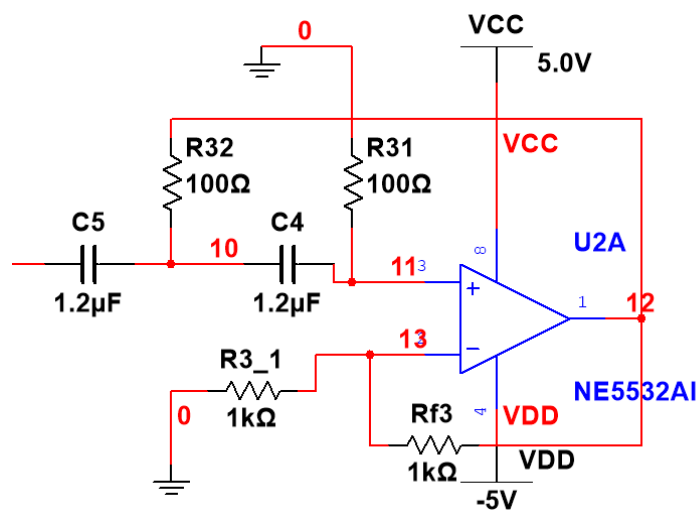 VCC
0
5.0V
R32
100Ω
R31
100Ω
VCC
C5
10
C4
11
3
8
U2A
1.2µF
1.2µF
+
1
12
13
−
R3_1
0
1kΩ
Rf3
1kΩ
4
VDD
NE5532AI
VDD
-5V